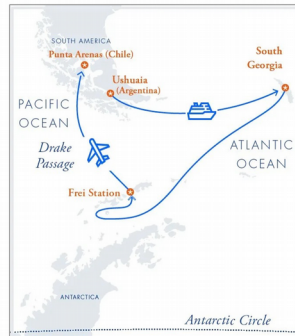 SOUTH AMERICA
Punta Arenas (Chile)
South
Georgia
Ushuaia
(Argentina)
PACIFIC
OCEAN
Drake
Passage
ATLANTIC
OCEAN
Frei Station
ANTARCTICA
Antarctic Circle